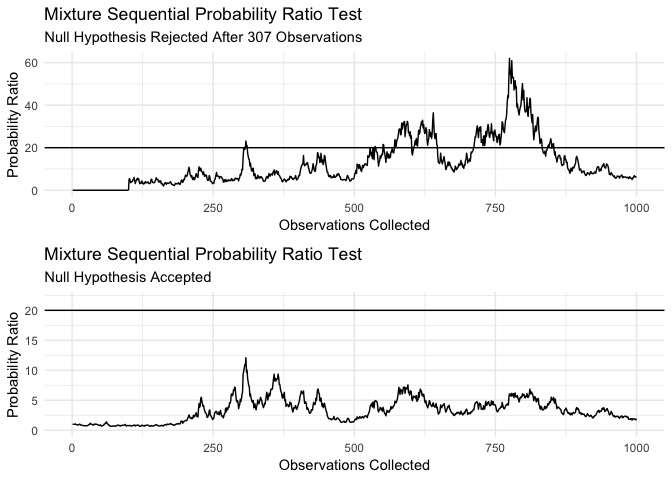 Mixture Sequential Probability Ratio Test
Null Hypothesis Rejected After 307 Observations
Probability Ratio
60
40
20
0
0 250 500 750 1000
Observations Collected
Mixture Sequential Probability Ratio Test
Null Hypothesis Accepted
Probability Ratio
20
15
10
5
0
0 250 500 750 1000
Observations Collected